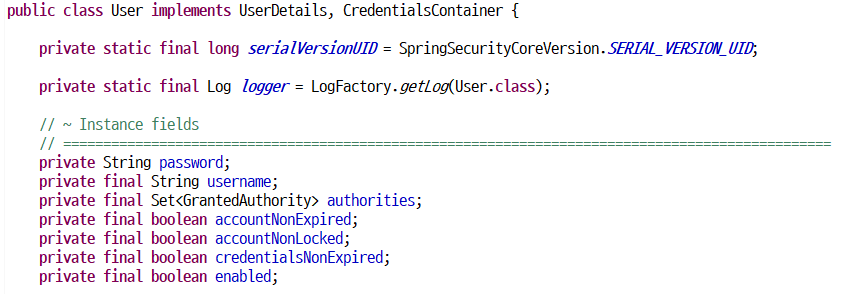 public class User implements UserDetails, CredentialsContainer {
private static final long serialVersionUID = SpringSecurityCoreVersion.SERIAL_VERSION_UID;
private static final Log logger = LogFactory.getLog(User.class);
// ~ Instance fields
// ================================================================================================
private String password;
private final String username;
private final Set<GrantedAuthority> authorities;
private final boolean accountNonExpired;
private final boolean accountNonLocked;
private final boolean credentialsNonExpired;
private final boolean enabled;